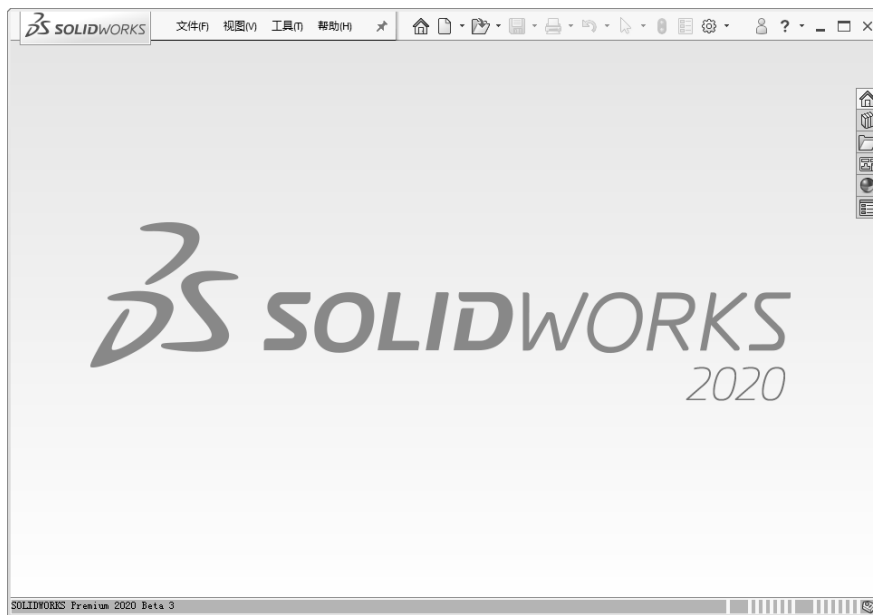 SOLIDWORKS 文件(F) 视图(V) 工具(T) 帮助(H) ?
SOLIDWORKS
2020
SOLIDWORKS Premium 2020 Beta 3